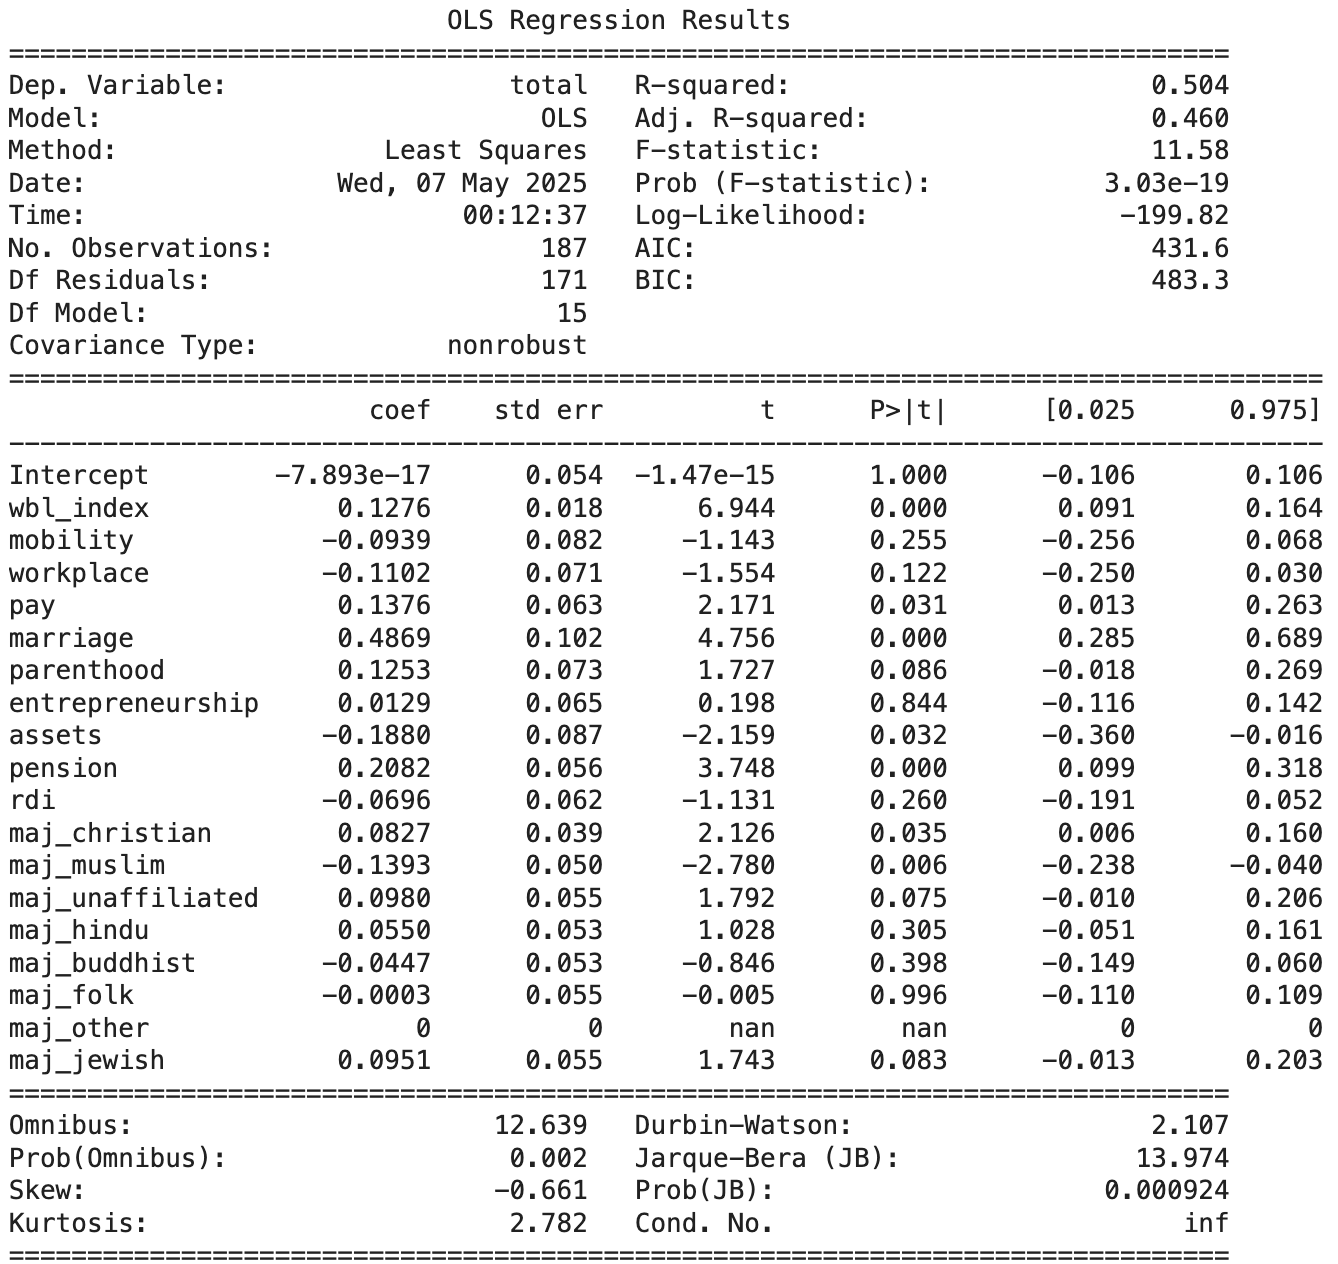 OLS Regression Results
==============================================================================
Dep. Variable:                  total   R-squared:                       0.504
Model:                            OLS   Adj. R-squared:                  0.460
Method:                 Least Squares   F-statistic:                     11.58
Date:                Wed, 07 May 2025   Prob (F-statistic):           3.03e-19
Time:                        00:12:37   Log-Likelihood:                -199.82
No. Observations:                 187   AIC:                             431.6
Df Residuals:                     171   BIC:                             483.3
Df Model:                          15
Covariance Type:            nonrobust
====================================================================================
                       coef    std err          t      P>|t|      [0.025      0.975]
------------------------------------------------------------------------------------
Intercept        -7.893e-17      0.054  -1.47e-15      1.000      -0.106       0.106
wbl_index            0.1276      0.018      6.944      0.000       0.091       0.164
mobility            -0.0939      0.082     -1.143      0.255      -0.256       0.068
workplace           -0.1102      0.071     -1.554      0.122      -0.250       0.030
pay                  0.1376      0.063      2.171      0.031       0.013       0.263
marriage             0.4869      0.102      4.756      0.000       0.285       0.689
parenthood           0.1253      0.073      1.727      0.086      -0.018       0.269
entrepreneurship     0.0129      0.065      0.198      0.844      -0.116       0.142
assets              -0.1880      0.087     -2.159      0.032      -0.360      -0.016
pension              0.2082      0.056      3.748      0.000       0.099       0.318
rdi                 -0.0696      0.062     -1.131      0.260      -0.191       0.052
maj_christian        0.0827      0.039      2.126      0.035       0.006       0.160
maj_muslim          -0.1393      0.050     -2.780      0.006      -0.238      -0.040
maj_unaffiliated     0.0980      0.055      1.792      0.075      -0.010       0.206
maj_hindu            0.0550      0.053      1.028      0.305      -0.051       0.161
maj_buddhist        -0.0447      0.053     -0.846      0.398      -0.149       0.060
maj_folk            -0.0003      0.055     -0.005      0.996      -0.110       0.109
maj_other                 0          0        nan        nan           0           0
maj_jewish           0.0951      0.055      1.743      0.083      -0.013       0.203
==============================================================================
Omnibus:                       12.639   Durbin-Watson:                   2.107
Prob(Omnibus):                  0.002   Jarque-Bera (JB):               13.974
Skew:                          -0.661   Prob(JB):                     0.000924
Kurtosis:                       2.782   Cond. No.                          inf
==============================================================================